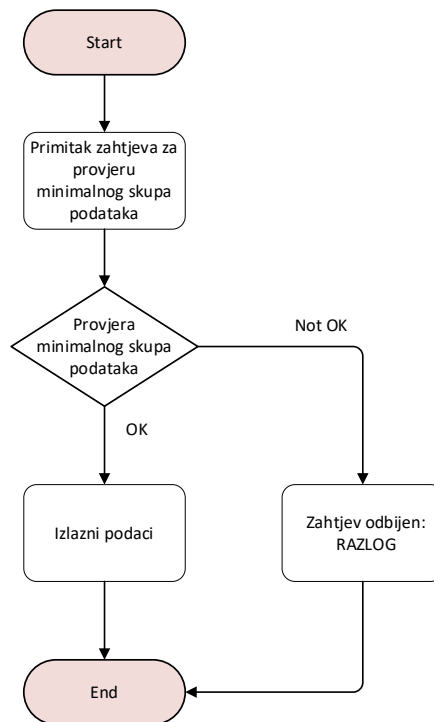 Start
Primitak zahtjeva za
provjeru
minimalnog skupa
podataka
Provjera
minimalnog skupa
podataka
Not OK
OK
Izlazni podaci
Zahtjev odbijen:
RAZLOG
End